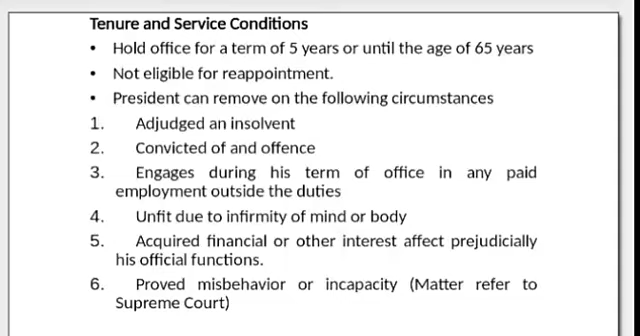 Tenure and Service Conditions
• Hold office for a term of 5 years or until the age of 65 years
• Not eligible for reappointment.
• President can remove on the following circumstances
1. Adjudged an insolvent
2. Convicted of and offence
3. Engages during his term of office in any paid
employment outside the duties
4. Unfit due to infirmity of mind or body
5. Acquired financial or other interest affect prejudicially
his official functions.
6. Proved misbehavior or incapacity (Matter refer to
Supreme Court)